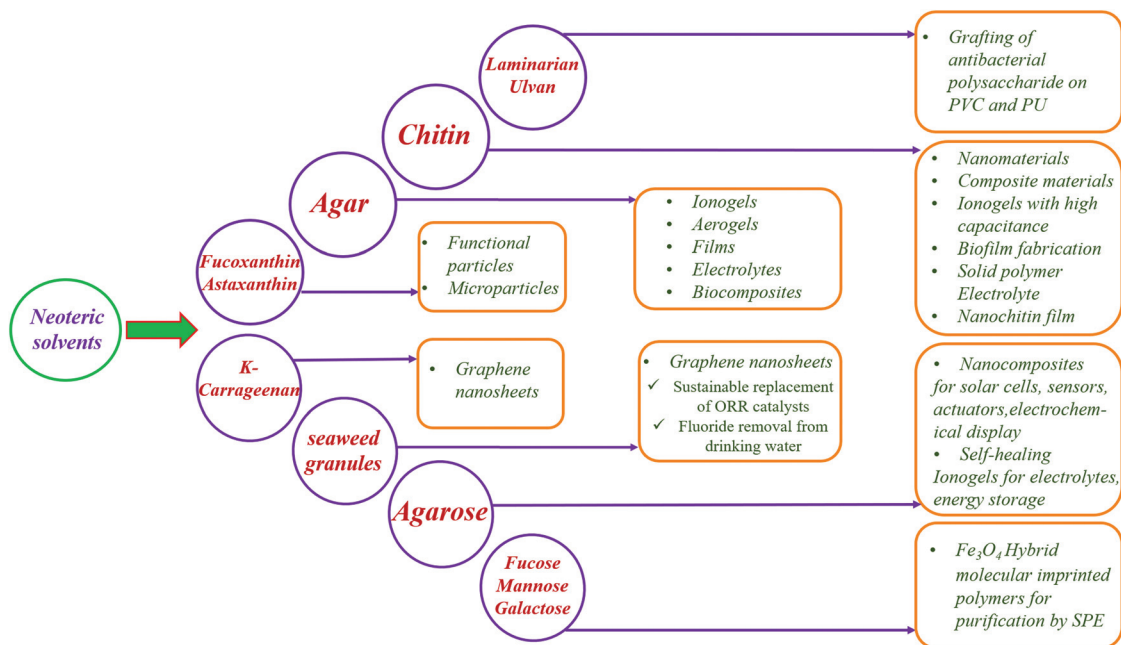 Neoteric
solvents
Laminarian
Ulvan
• Grafting of
antibacterial
polysaccharide on
PVC and PU
Chitin
• Nanomaterials
• Composite materials
• Ionogels with high
capacitance
• Biofilm fabrication
• Solid polymer
Electrolyte
• Nanochitin film
Agar
• Ionogels
• Aerogels
• Films
• Electrolytes
• Biocomposites
Fucoxanthin
Astaxanthin
• Functional
particles
• Microparticles
K-
Carrageenan
• Graphene
nanosheets
seaweed
granules
• Graphene nanosheets
✓ Sustainable replacement
of ORR catalysts
✓ Fluoride removal from
drinking water
Agarose
• Nanocomposites
for solar cells, sensors,
actuators,electrochem-
ical display
• Self-healing
Ionogels for electrolytes,
energy storage
Fucose
Mannose
Galactose
• Fe₃O₄ Hybrid
molecular imprinted
polymers for
purification by SPE